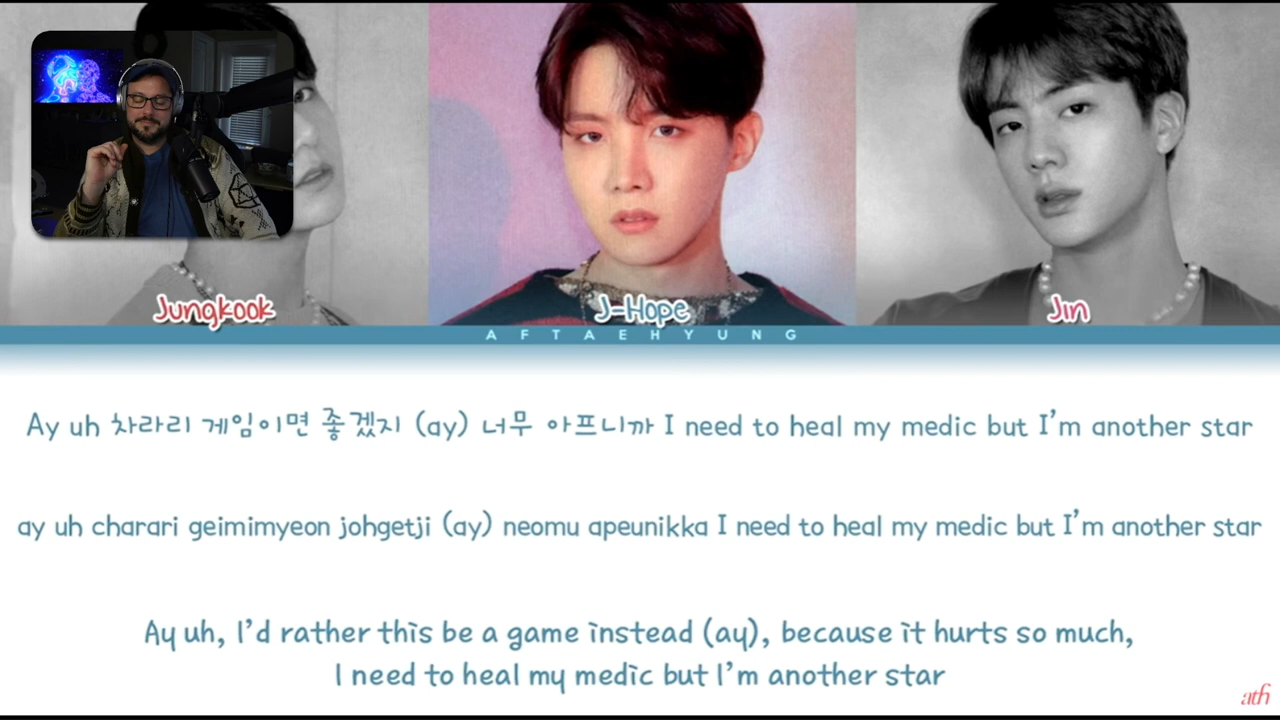 Jungkook
J-Hope
Jin
AFTAEHYUNG
Ay uh 차라리 게임이면 좋겠지 (ay) 너무 아프니까 I need to heal my medic but I'm another star
ay uh charari geimimyeon johgetji (ay) neomu apeunikka I need to heal my medic but I'm another star
Ay uh, I'd rather this be a game instead (ay), because it hurts so much,
I need to heal my medic but I'm another star
ath